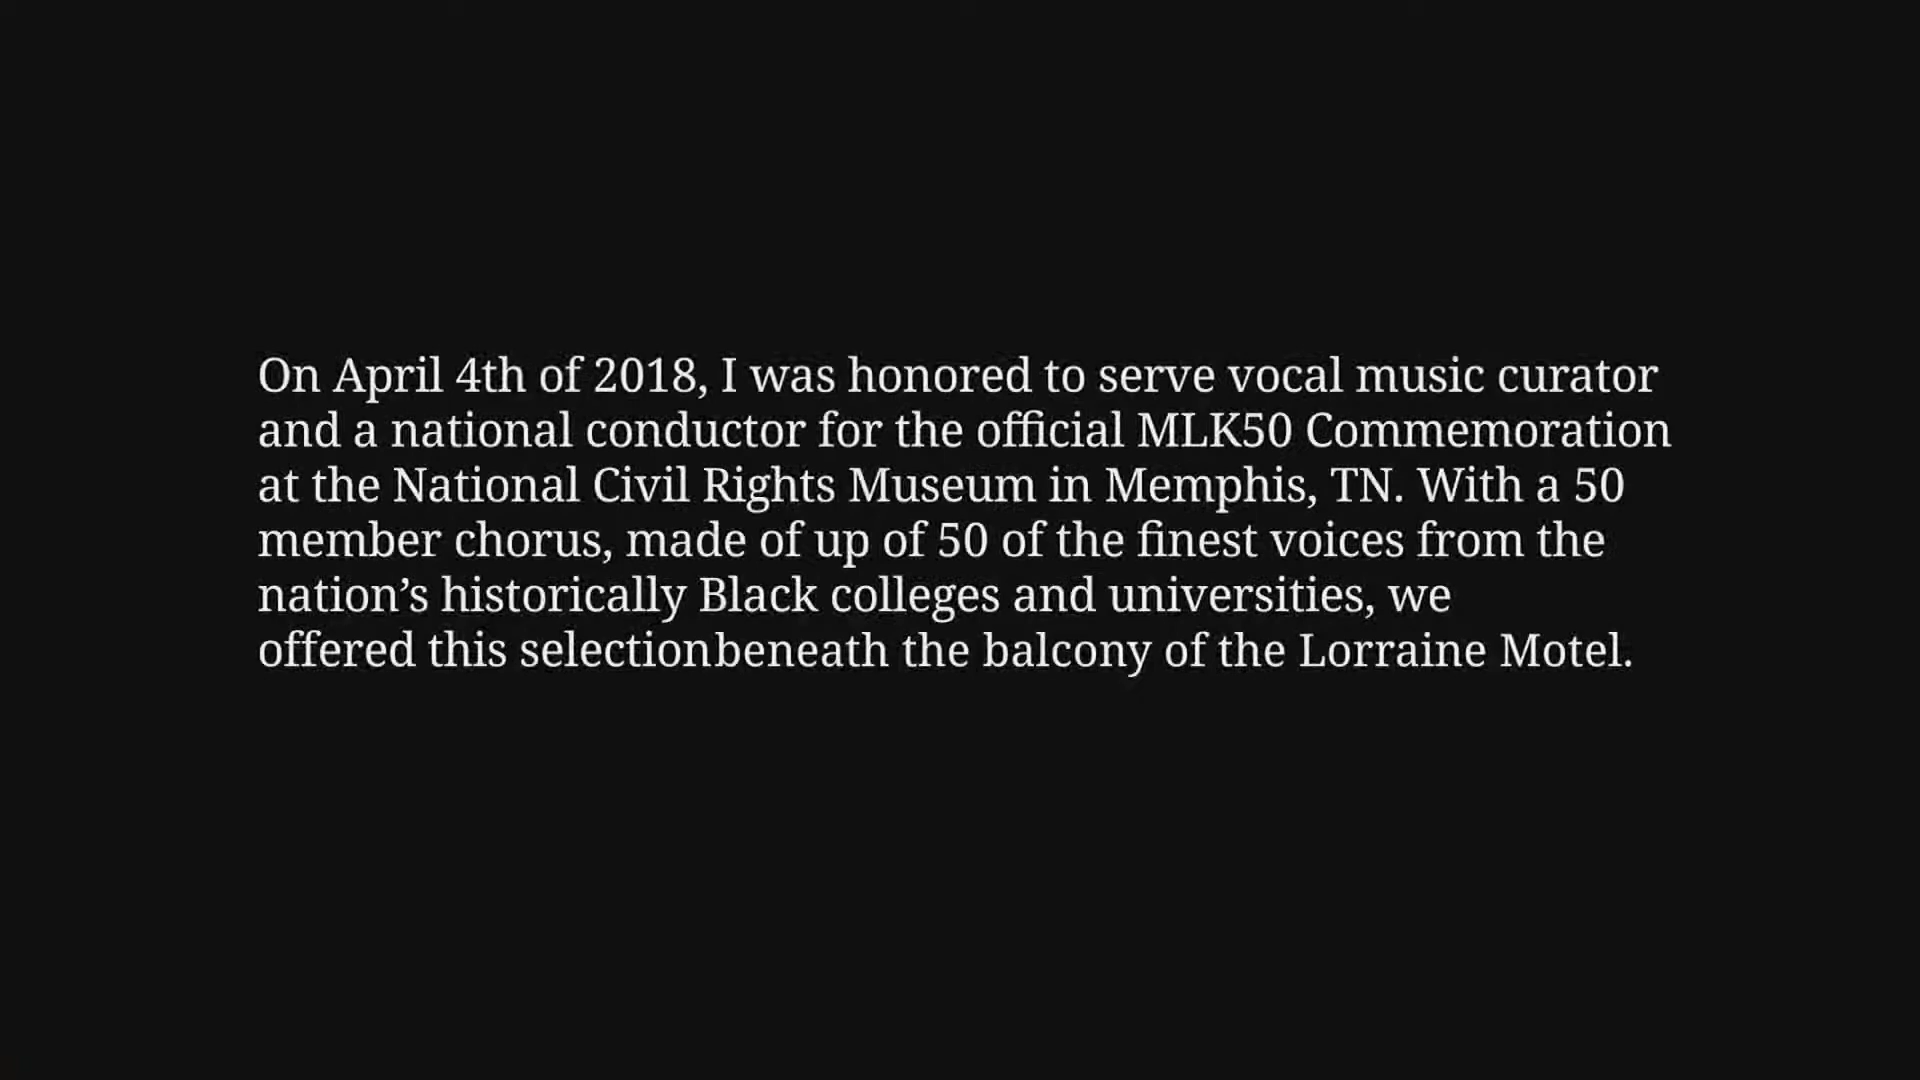 On April 4th of 2018, I was honored to serve vocal music curator
and a national conductor for the official MLK50 Commemoration
at the National Civil Rights Museum in Memphis, TN. With a 50
member chorus, made of up of 50 of the finest voices from the
nation’s historically Black colleges and universities, we
offered this selectionbeneath the balcony of the Lorraine Motel.